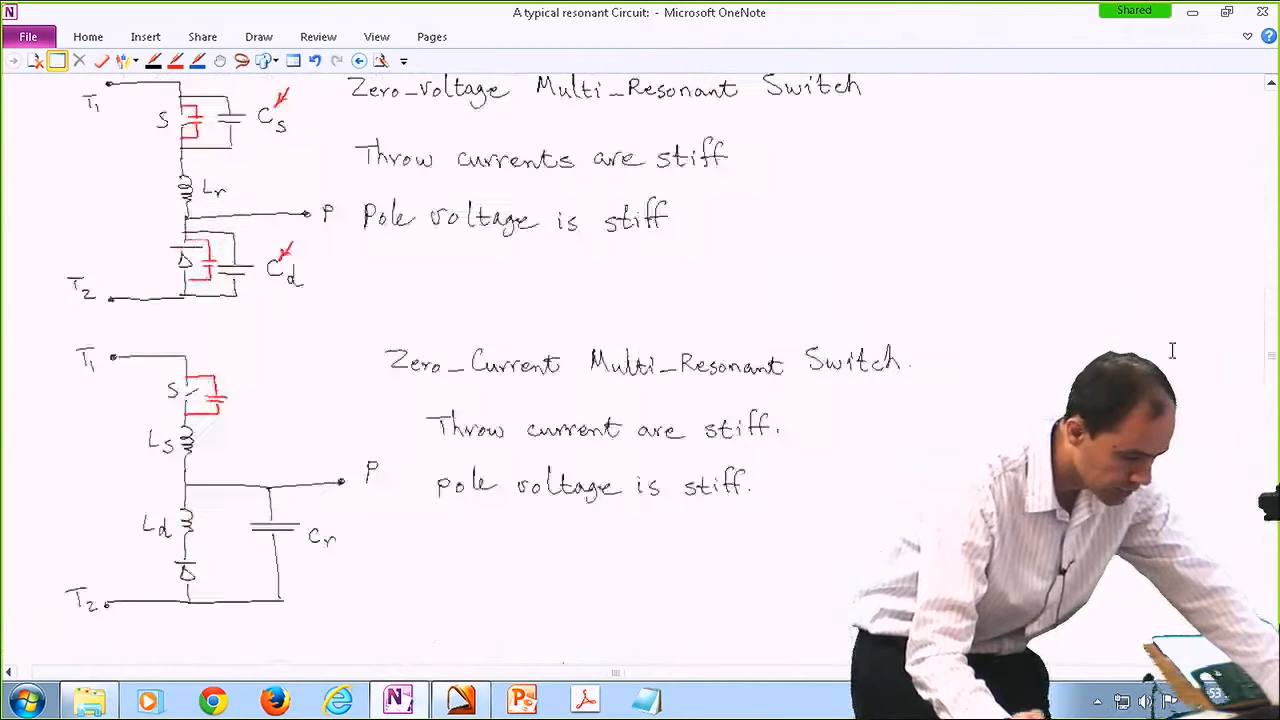 A typical resonant Circuit: - Microsoft OneNote
Shared
File Home Insert Share Draw Review View Pages
T1
S
Cs
Zero_voltage Multi_Resonant Switch
Throw currents are stiff
Lr
P
Pole voltage is stiff
Cd
T2
T1
S
Zero_Current Multi_Resonant Switch.
Throw current are stiff.
Ls
P
pole voltage is stiff.
Ld
Cr
T2
53